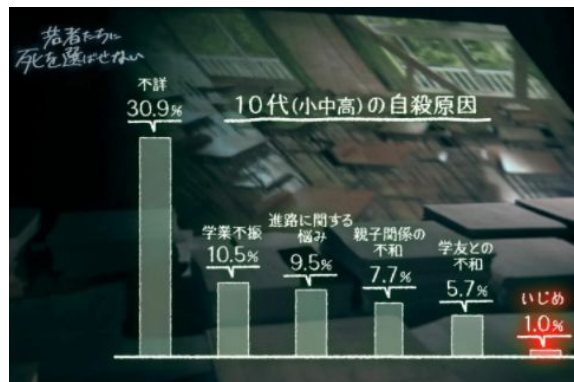 若者たちに
死を選ばせない
10代(小中高)の自殺原因
不詳
30.9%
学業不振
10.5%
進路に関する
悩み
9.5%
親子関係の
不和
7.7%
学友との
不和
5.7%
いじめ
1.0%